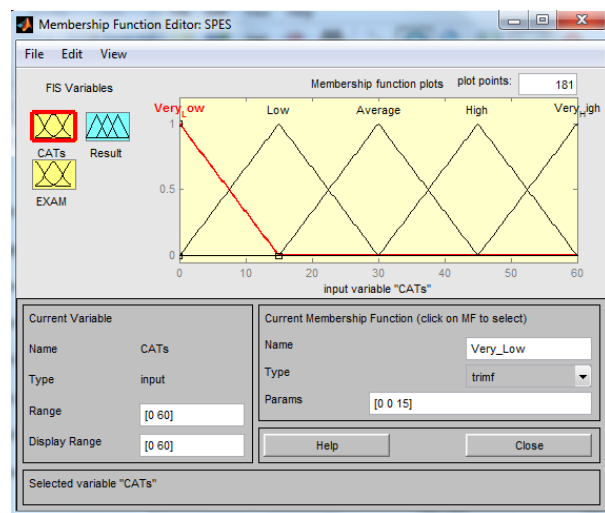 Membership Function Editor: SPES
File Edit View
FIS Variables
CATs
Result
EXAM
Membership function plots
plot points:
181
Very_Low
Low
Average
High
Very_High
1
0.5
0
0 10 20 30 40 50 60
input variable "CATs"
Current Variable
Name CATs
Type input
Range [0 60]
Display Range [0 60]
Current Membership Function (click on MF to select)
Name Very_Low
Type trimf
Params [0 0 15]
Help
Close
Selected variable "CATs"